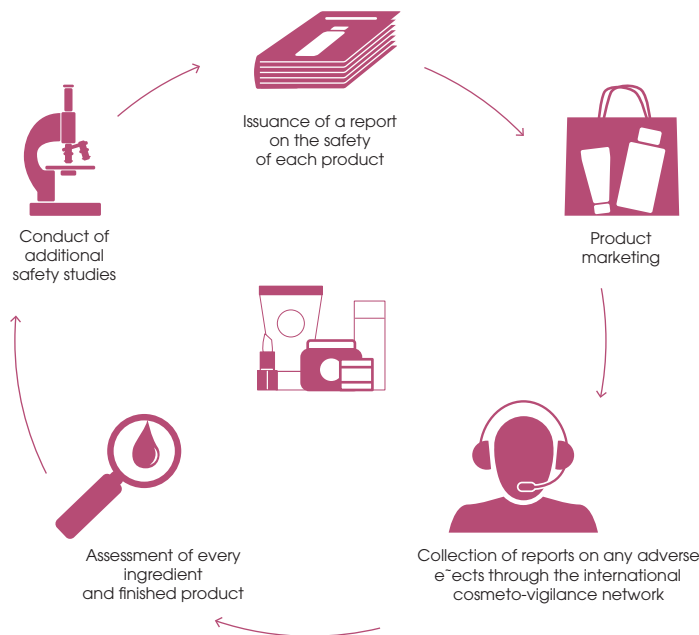 Issuance of a report
on the safety
of each product
Product
marketing
Collection of reports on any adverse
e˜ects through the international
cosmeto-vigilance network
Assessment of every
ingredient
and finished product
Conduct of
additional
safety studies